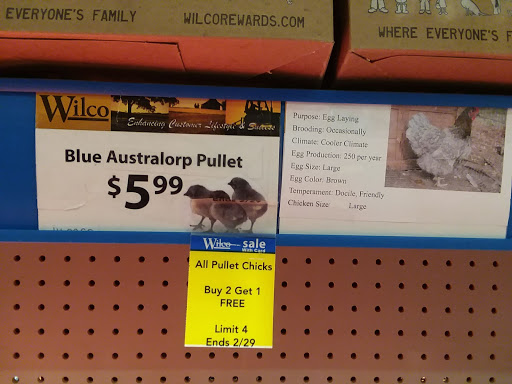 EVERYONE'S FAMILY
WILCOREWARDS.COM
WHERE EVERYONE'S F
Wilco
Enhancing Customer Lifestyle & Success
Blue Australorp Pullet
$5.99
Purpose: Egg Laying
Brooding: Occasionally
Climate: Cooler Climate
Egg Production: 250 per year
Egg Size: Large
Egg Color: Brown
Temperament: Docile, Friendly
Chicken Size Large
Wilco sale
With Card
All Pullet Chicks
Buy 2 Get 1
FREE
Limit 4
Ends 2/29